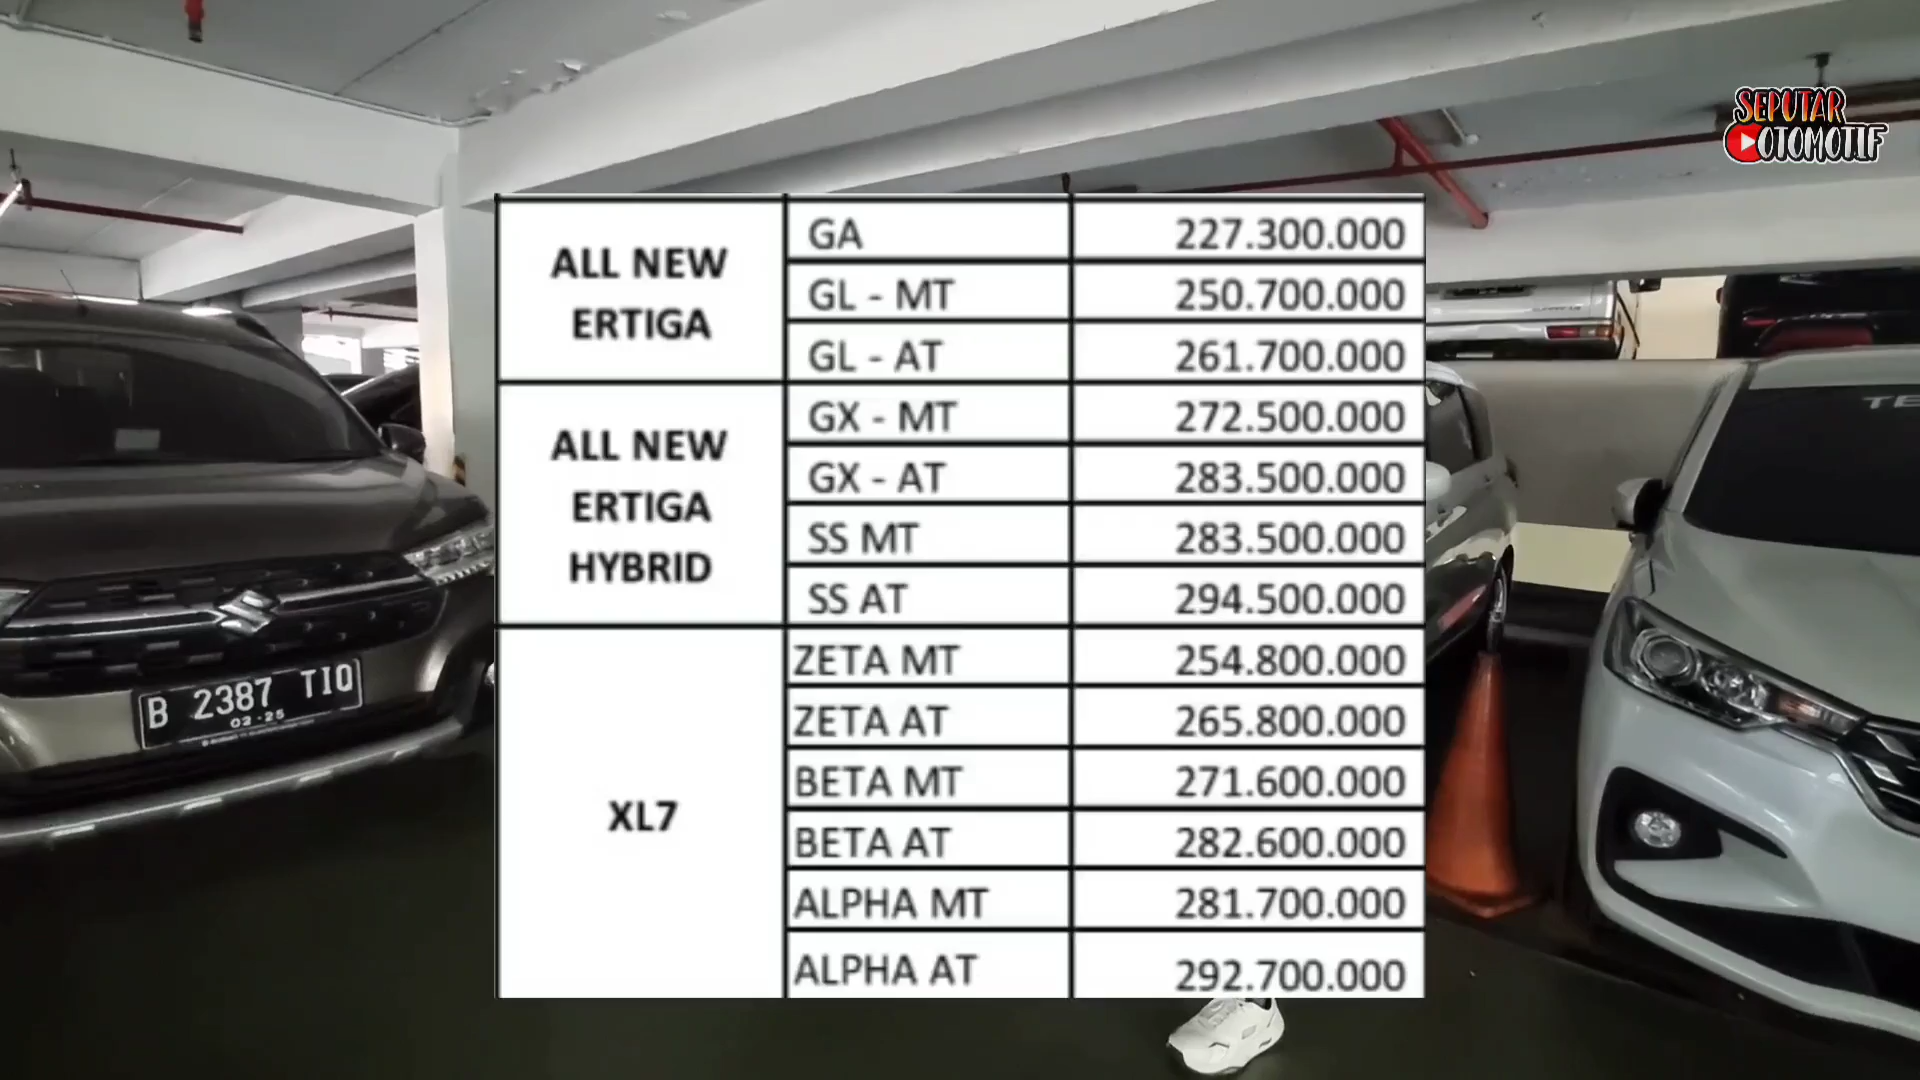 SEPUTAR
OTOMOTIF
ALL NEW
ERTIGA
GA 227.300.000
GL - MT 250.700.000
GL - AT 261.700.000
ALL NEW
ERTIGA
HYBRID
GX - MT 272.500.000
GX - AT 283.500.000
SS MT 283.500.000
SS AT 294.500.000
XL7
ZETA MT 254.800.000
ZETA AT 265.800.000
BETA MT 271.600.000
BETA AT 282.600.000
ALPHA MT 281.700.000
ALPHA AT 292.700.000
B 2387 TIQ
02-25
TE